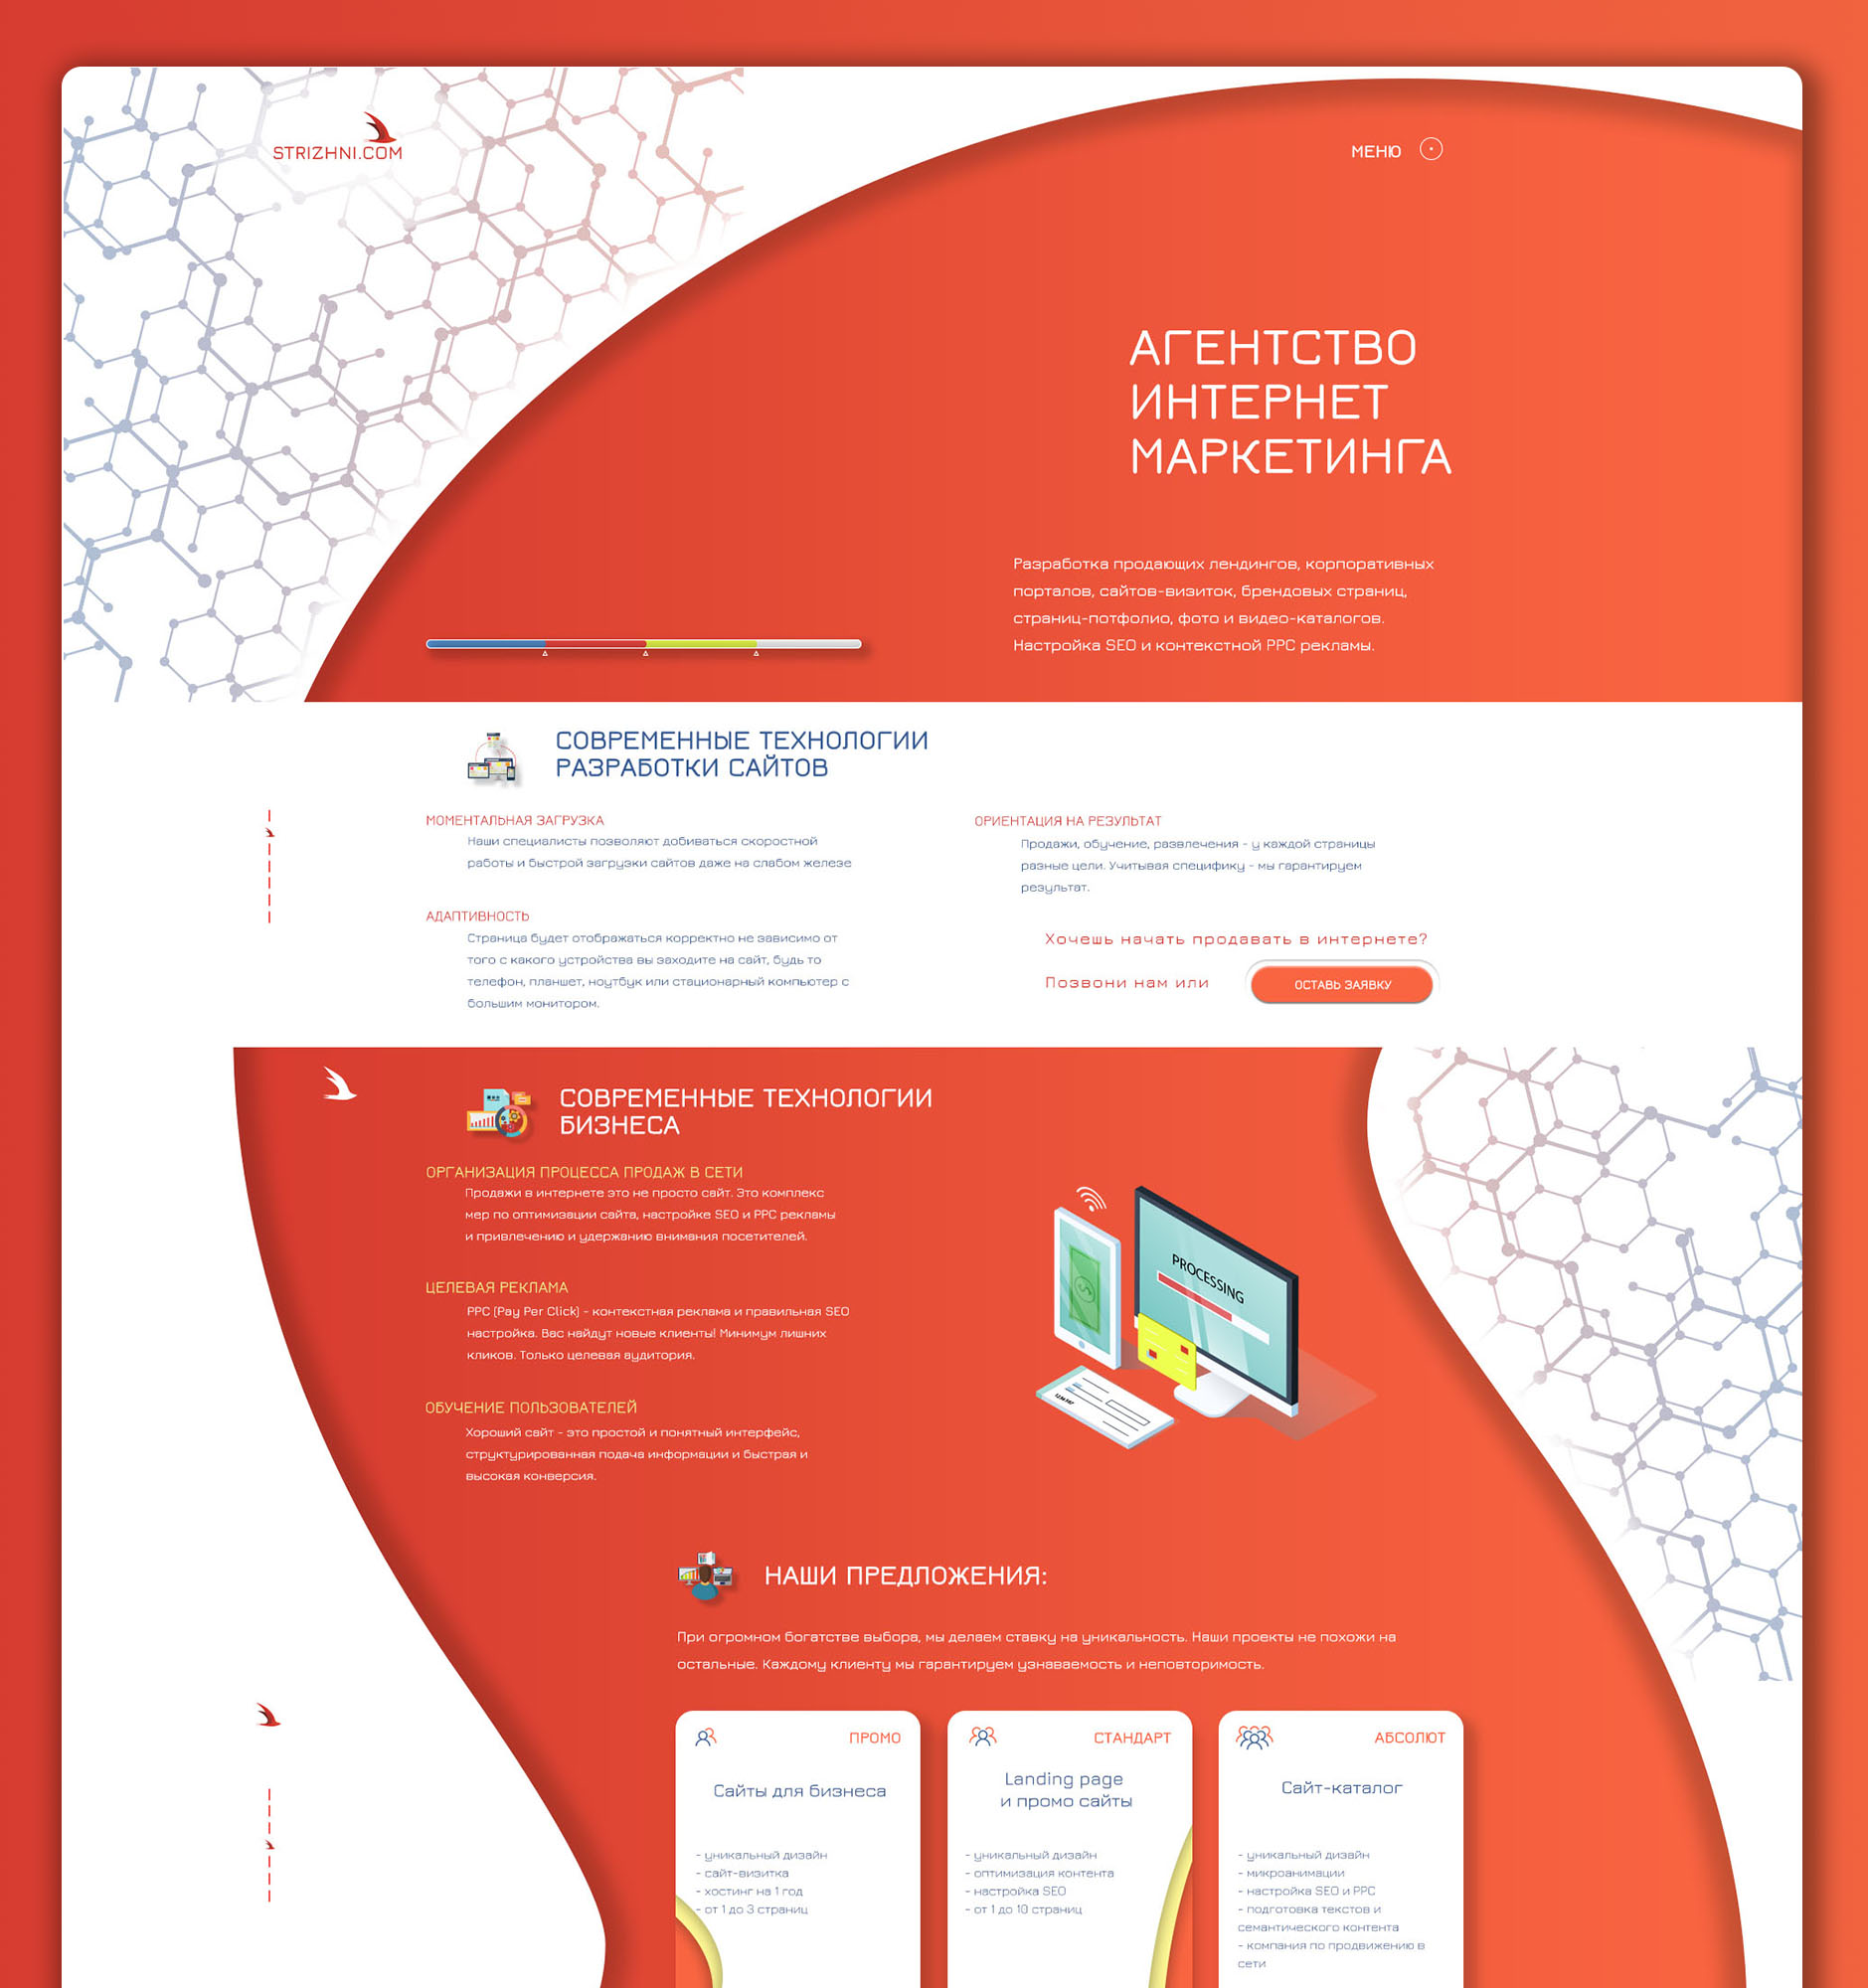 STRIZHNI.COM
МЕНЮ
АГЕНТСТВО
ИНТЕРНЕТ
МАРКЕТИНГА
Разработка продающих лендингов, корпоративных
порталов, сайтов-визиток, брендовых страниц,
страниц-потфолио, фото и видео-каталогов.
Настройка SEO и контекстной PPC рекламы.
СОВРЕМЕННЫЕ ТЕХНОЛОГИИ
РАЗРАБОТКИ САЙТОВ
МОМЕНТАЛЬНАЯ ЗАГРУЗКА
Наши специалисты позволяют добиваться скоростной
работы и быстрой загрузки сайтов даже на слабом железе
АДАПТИВНОСТЬ
Страница будет отображаться корректно не зависимо от
того с какого устройства вы заходите на сайт, будь то
телефон, планшет, ноутбук или стационарный компьютер с
большим монитором.
ОРИЕНТАЦИЯ НА РЕЗУЛЬТАТ
Продажи, обучение, развлечения - у каждой страницы
разные цели. Учитывая специфику - мы гарантируем
результат.
Хочешь начать продавать в интернете?
Позвони нам или
ОСТАВЬ ЗАЯВКУ
СОВРЕМЕННЫЕ ТЕХНОЛОГИИ
БИЗНЕСА
ОРГАНИЗАЦИЯ ПРОЦЕССА ПРОДАЖ В СЕТИ
Продажи в интернете это не просто сайт. Это комплекс
мер по оптимизации сайта, настройке SEO и PPC рекламы
и привлечению и удержанию внимания посетителей.
ЦЕЛЕВАЯ РЕКЛАМА
PPC (Pay Per Click) - контекстная реклама и правильная SEO
настройка. Вас найдут новые клиенты! Минимум лишних
кликов. Только целевая аудитория.
ОБУЧЕНИЕ ПОЛЬЗОВАТЕЛЕЙ
Хороший сайт - это простой и понятный интерфейс,
структурированная подача информации и быстрая и
высокая конверсия.
PROCESSING
НАШИ ПРЕДЛОЖЕНИЯ:
При огромном богатстве выбора, мы делаем ставку на уникальность. Наши проекты не похожи на
остальные. Каждому клиенту мы гарантируем узнаваемость и неповторимость.
ПРОМО
Сайты для бизнеса
- уникальный дизайн
- сайт-визитка
- хостинг на 1 год
- от 1 до 3 страниц
СТАНДАРТ
Landing page
и промо сайты
- уникальный дизайн
- оптимизация контента
- настройка SEO
- от 1 до 10 страниц
АБСОЛЮТ
Сайт-каталог
- уникальный дизайн
- микроанимации
- настройка SEO и PPC
- подготовка текстов и
семантического контента
- компания по продвижению в
сети